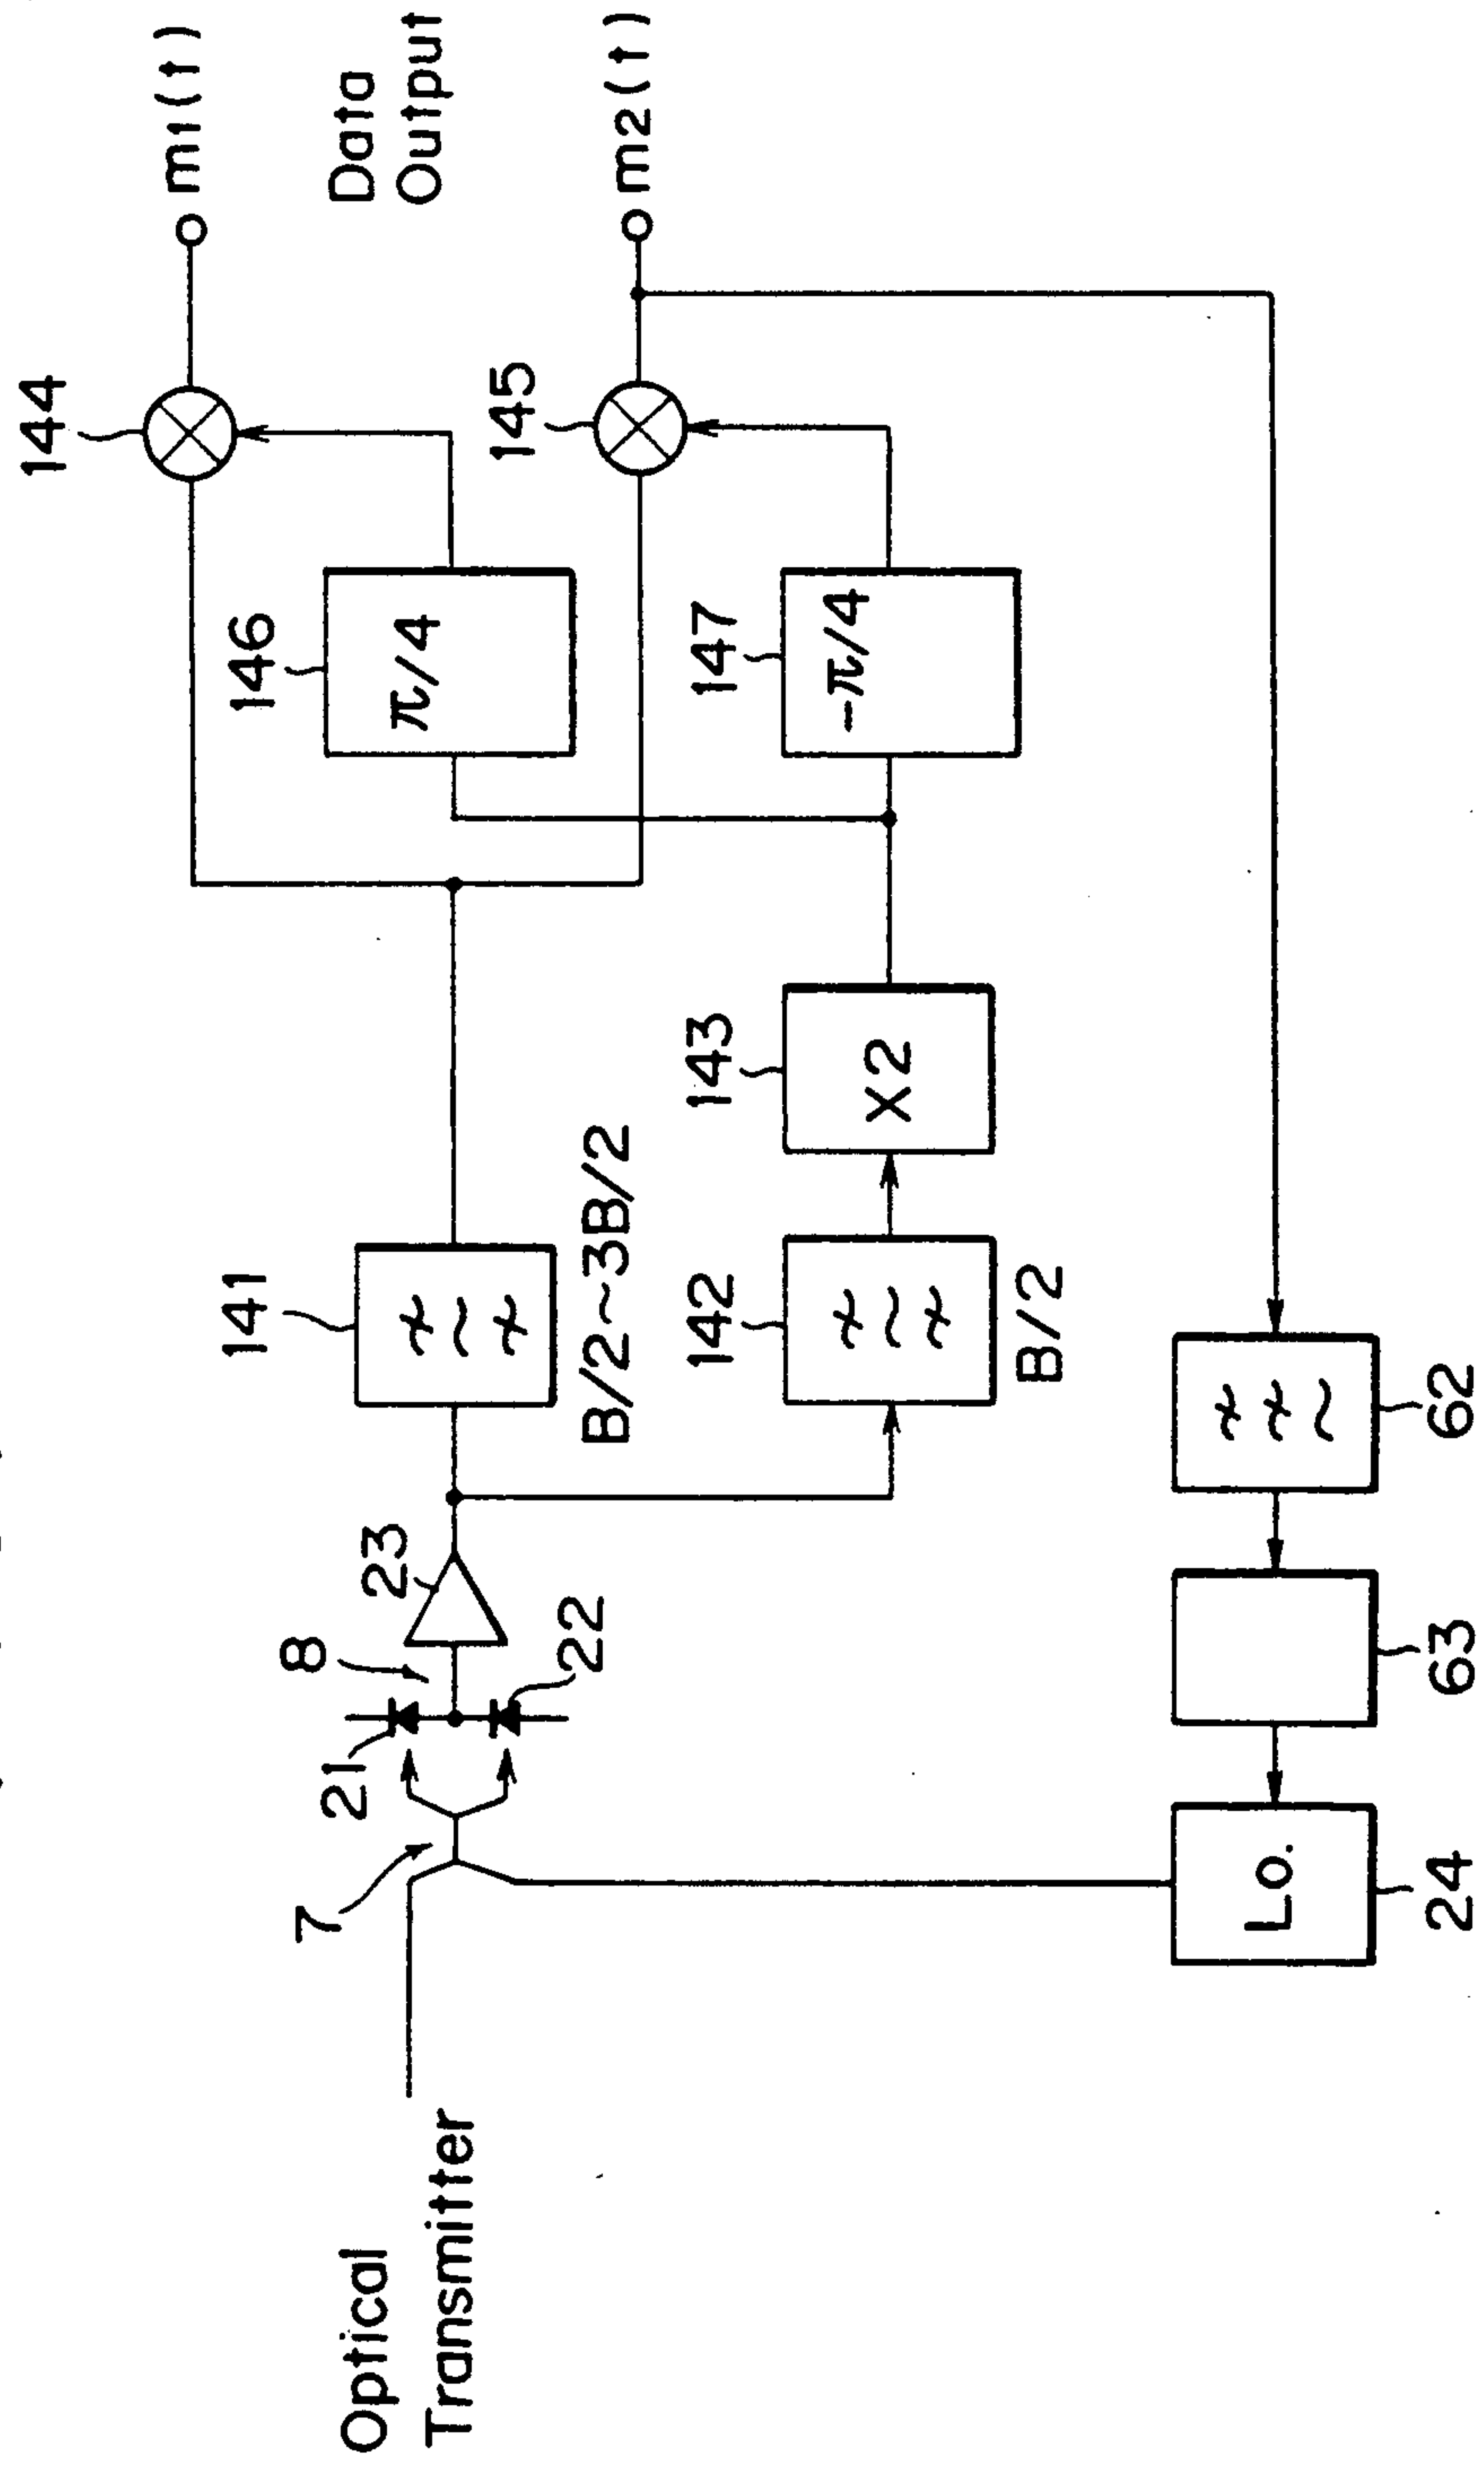 144
m1(t)
146
π/4
Data
Output
145
m2(t)
141
B/2~3B/2
8
23
21
22
7
Optical
Transmitter
142
B/2
143
X2
147
-π/4
LO.
24
63
62